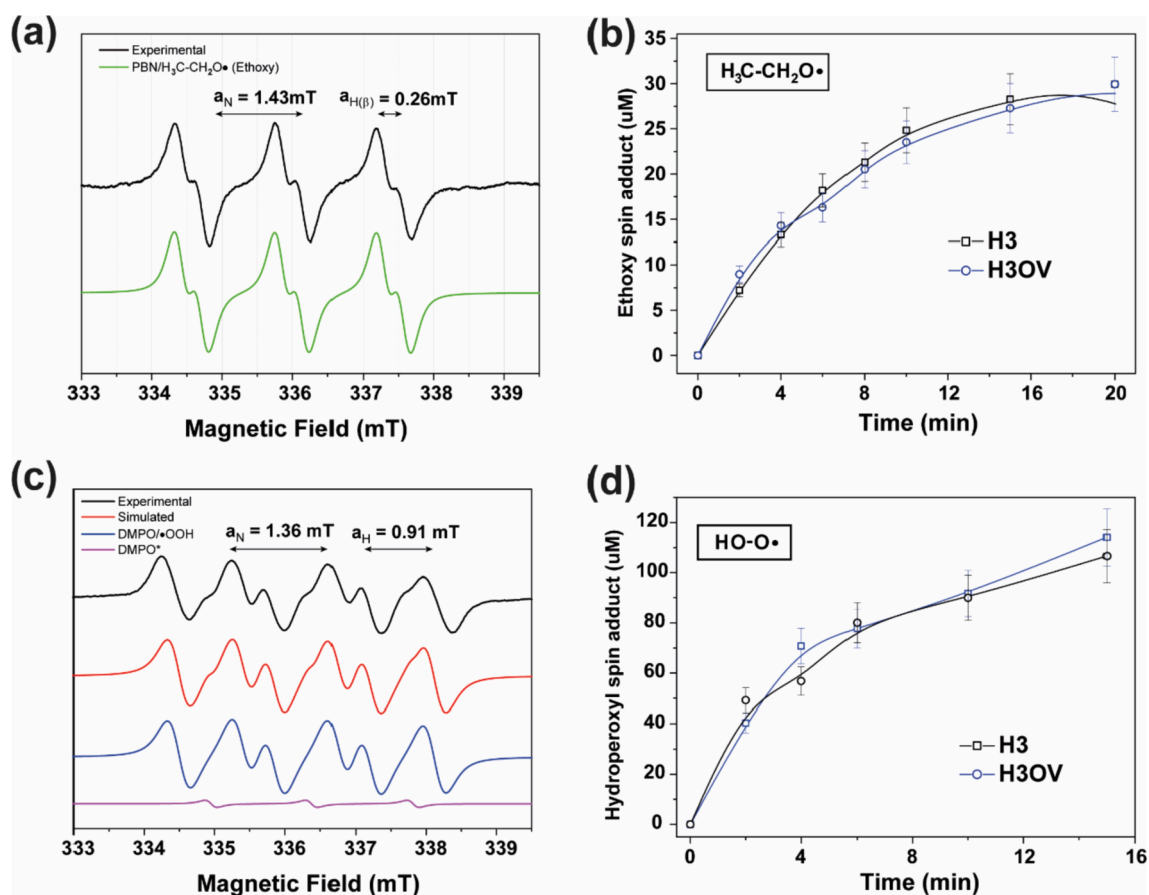 (a)
Experimental
PBN/H₃C-CH₂O• (Ethoxy)
a_N = 1.43mT
a_H(β) = 0.26mT
333 334 335 336 337 338 339
Magnetic Field (mT)
(b)
H₃C-CH₂O•
Ethoxy spin adduct (uM)
35
30
25
20
15
10
5
0
H3
H3OV
0 4 8 12 16 20
Time (min)
(c)
Experimental
Simulated
DMPO/•OOH
DMPO*
a_N = 1.36 mT
a_H = 0.91 mT
333 334 335 336 337 338 339
Magnetic Field (mT)
(d)
HO-O•
Hydroperoxyl spin adduct (uM)
120
100
80
60
40
20
0
H3
H3OV
0 4 8 12 16
Time (min)